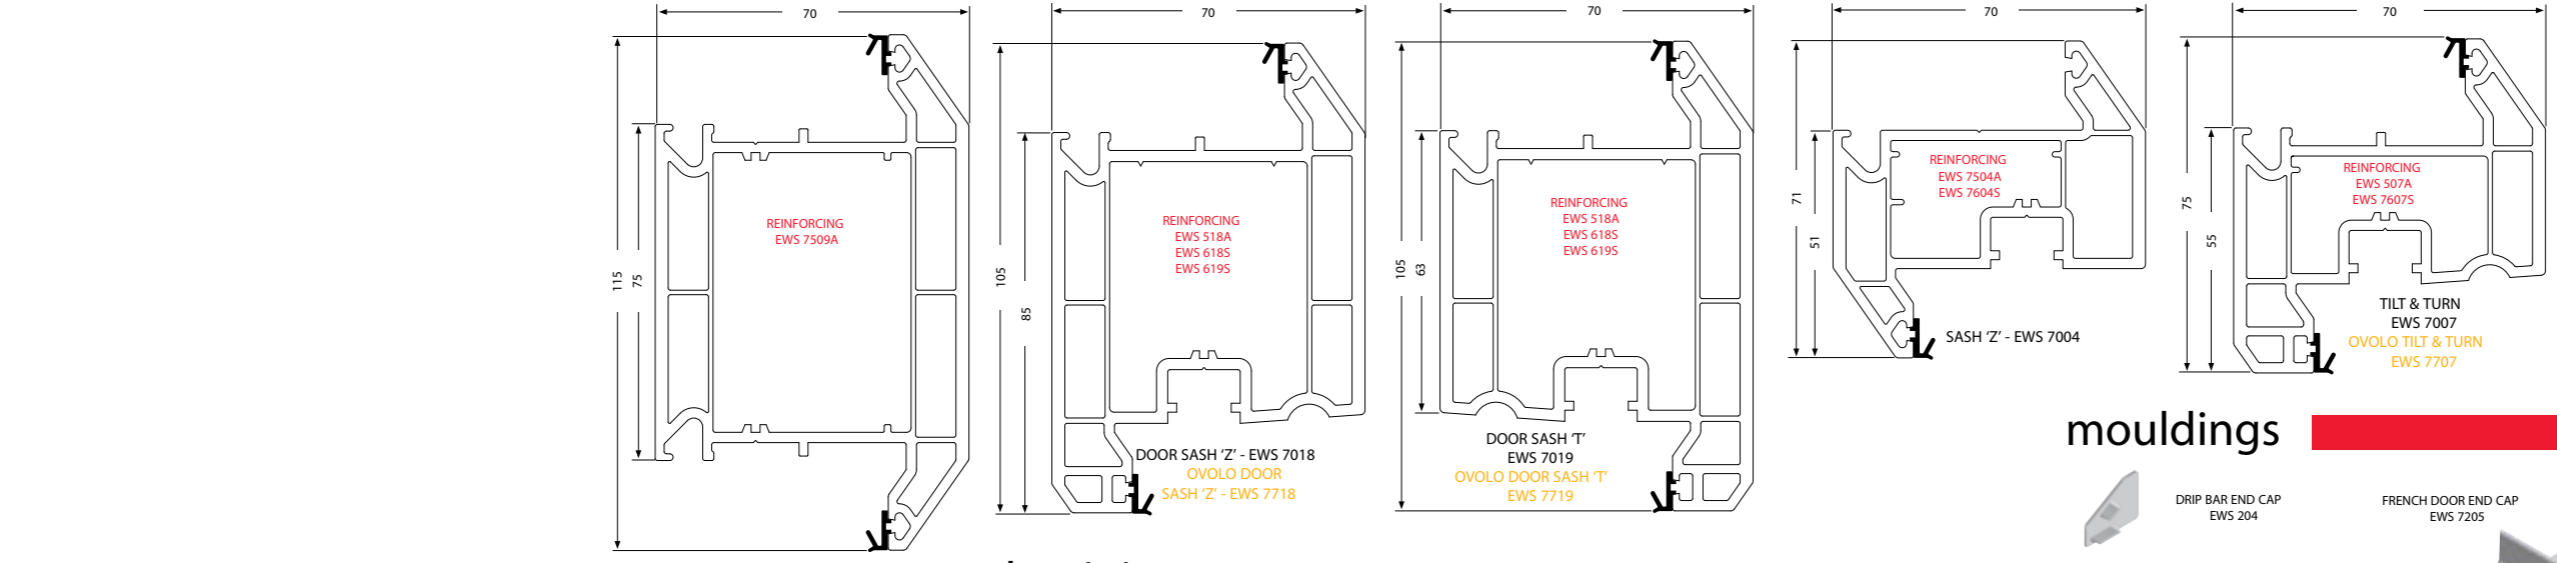 70
115
75
REINFORCING
EWS 7509A
70
105
85
REINFORCING
EWS 518A
EWS 618S
EWS 619S
DOOR SASH ‘Z’ - EWS 7018
OVOLO DOOR
SASH ‘Z’ - EWS 7718
70
105
63
REINFORCING
EWS 518A
EWS 618S
EWS 619S
DOOR SASH ‘T’
EWS 7019
OVOLO DOOR SASH ‘T’
EWS 7719
70
71
51
REINFORCING
EWS 7504A
EWS 7604S
SASH ‘Z’ - EWS 7004
70
75
55
REINFORCING
EWS 507A
EWS 7607S
TILT & TURN
EWS 7007
OVOLO TILT & TURN
EWS 7707
mouldings
DRIP BAR END CAP
EWS 204
FRENCH DOOR END CAP
EWS 7205